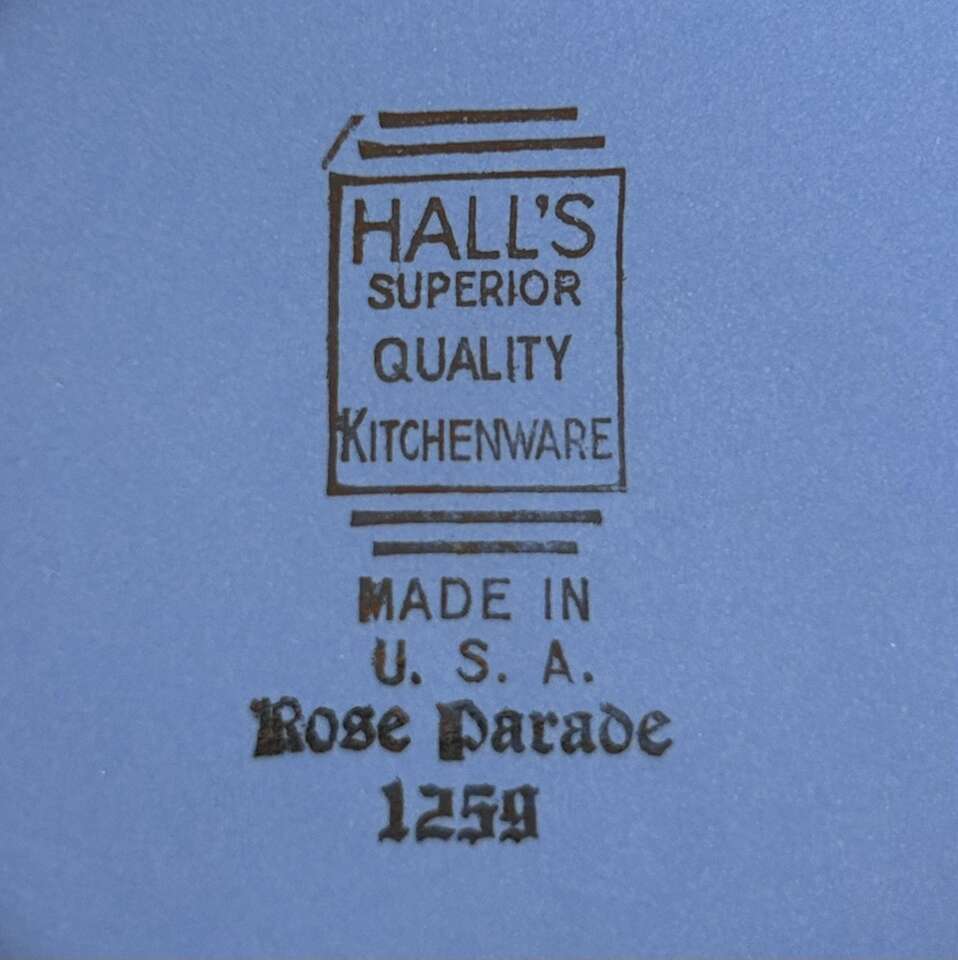 HALL'S
SUPERIOR
QUALITY
KITCHENWARE
MADE IN
U. S. A.
Rose Parade
1259